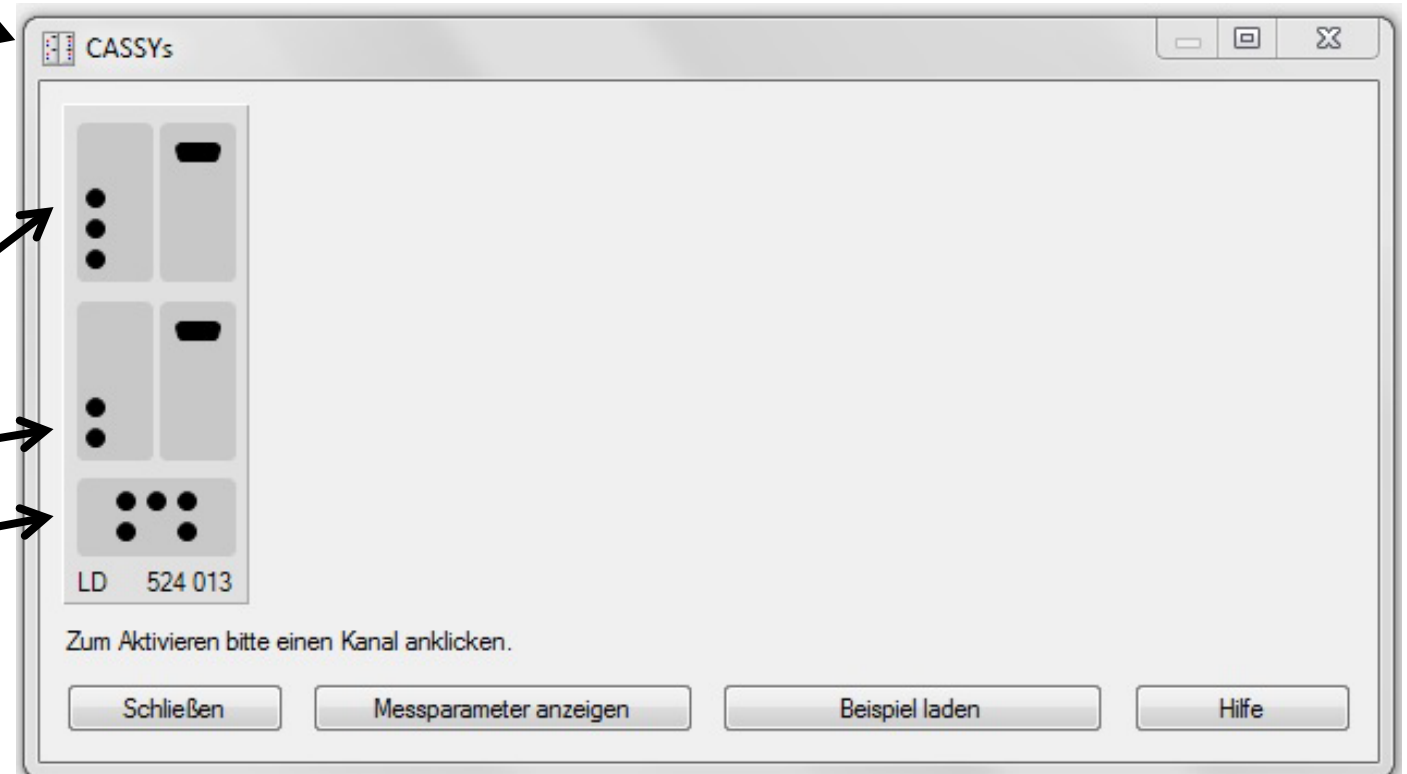 CASSYs
LD 524 013
Zum Aktivieren bitte einen Kanal anklicken.
Schließen Messparameter anzeigen Beispiel laden Hilfe